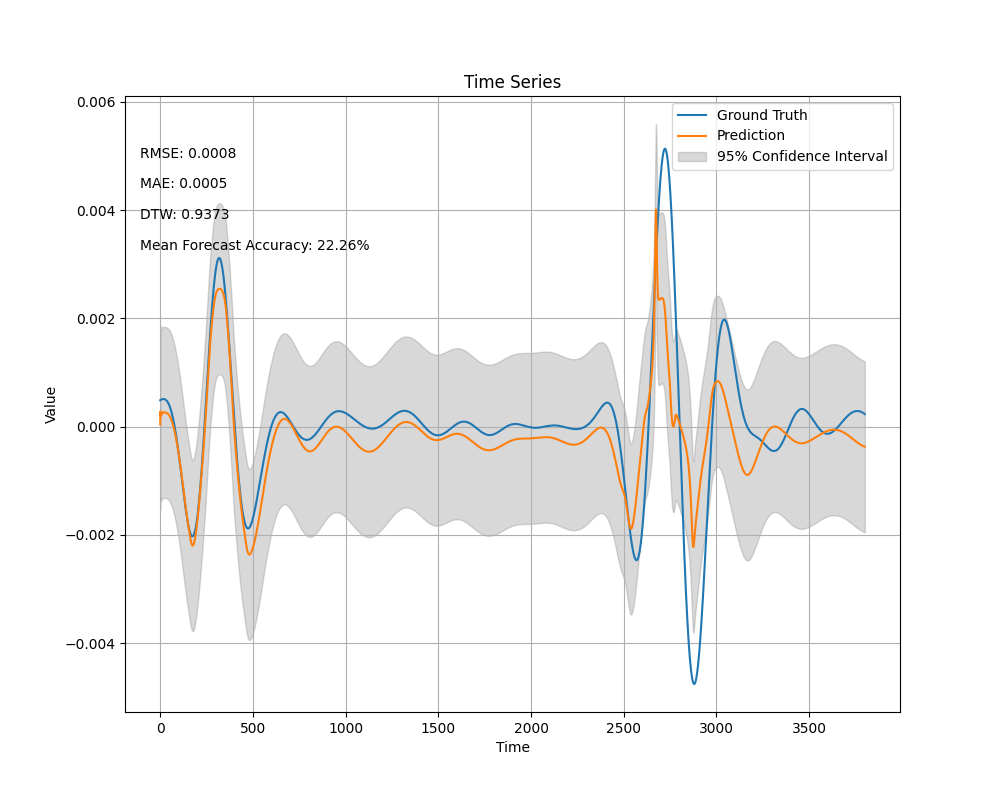 Time Series
Ground Truth
Prediction
95% Confidence Interval
RMSE: 0.0008
MAE: 0.0005
DTW: 0.9373
Mean Forecast Accuracy: 22.26%
0.006
0.004
0.002
0.000
−0.002
−0.004
Value
0 500 1000 1500 2000 2500 3000 3500
Time